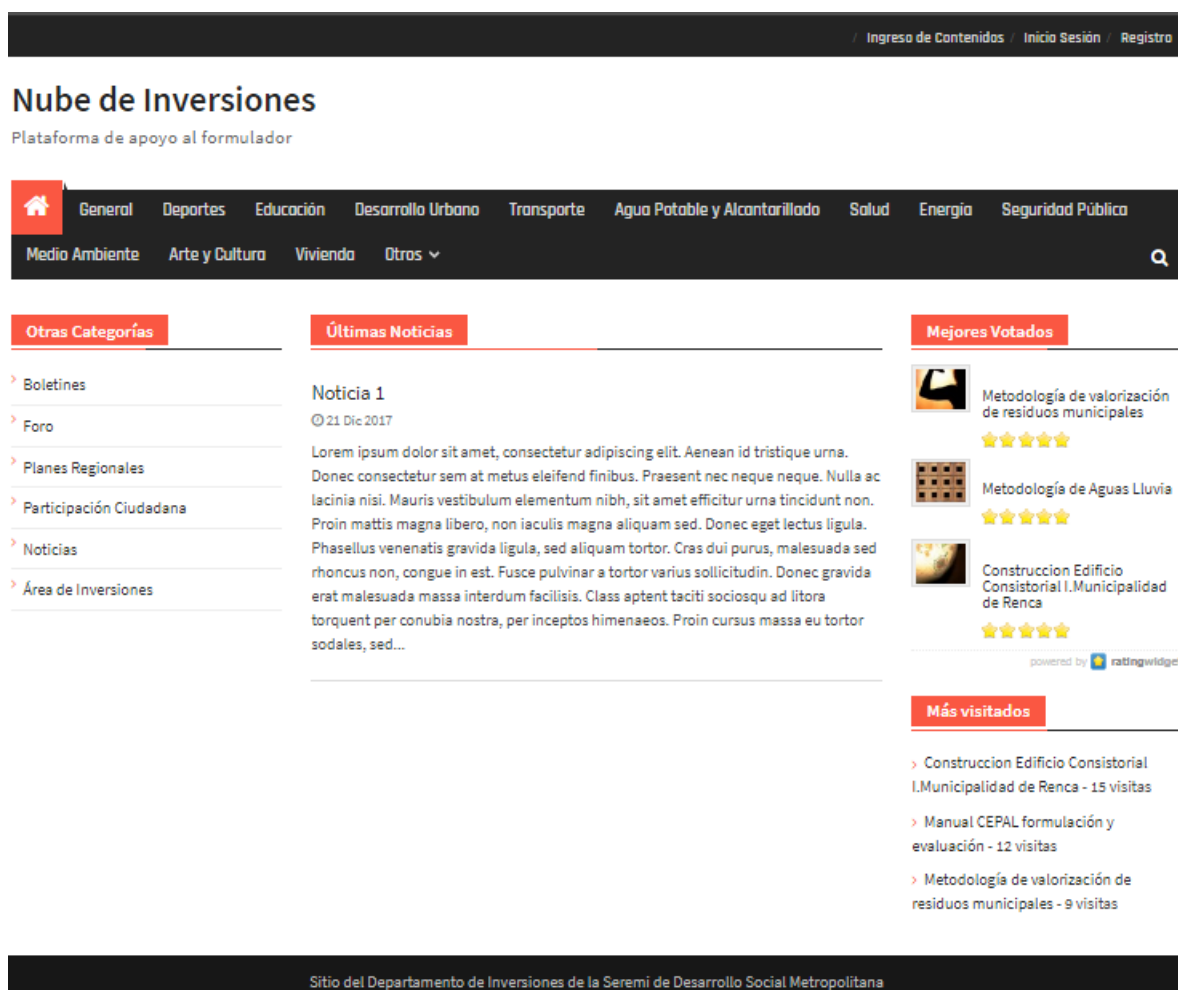 / Ingreso de Contenidos / Inicio Sesión / Registro
Nube de Inversiones
Plataforma de apoyo al formulador
General Deportes Educación Desarrollo Urbano Transporte Agua Potable y Alcantarillado Salud Energía Seguridad Pública
Medio Ambiente Arte y Cultura Vivienda Otros
Otras Categorías
Boletines
Foro
Planes Regionales
Participación Ciudadana
Noticias
Área de Inversiones
Últimas Noticias
Noticia 1
21 Dic 2017
Lorem ipsum dolor sit amet, consectetur adipiscing elit. Aenean id tristique urna.
Donec consectetur sem at metus eleifend finibus. Praesent nec neque neque. Nulla ac
lacinia nisi. Mauris vestibulum elementum nibh, sit amet efficitur urna tincidunt non.
Proin mattis magna libero, non iaculis magna aliquam sed. Donec eget lectus ligula.
Phasellus venenatis gravida ligula, sed aliquam tortor. Cras dui purus, malesuada sed
rhoncus non, congue in est. Fusce pulvinar a tortor varius sollicitudin. Donec gravida
erat malesuada massa interdum facilisis. Class aptent taciti sociosqu ad litora
torquent per conubia nostra, per inceptos himenaeos. Proin cursus massa eu tortor
sodales, sed...
Mejores Votados
Metodología de valorización
de residuos municipales
Metodología de Aguas Lluvia
Construccion Edificio
Consistorial I.Municipalidad
de Renca
powered by ratingwidge
Más visitados
Construccion Edificio Consistorial
I.Municipalidad de Renca - 15 visitas
Manual CEPAL formulación y
evaluación - 12 visitas
Metodología de valorización de
residuos municipales - 9 visitas
Sitio del Departamento de Inversiones de la Seremi de Desarrollo Social Metropolitana